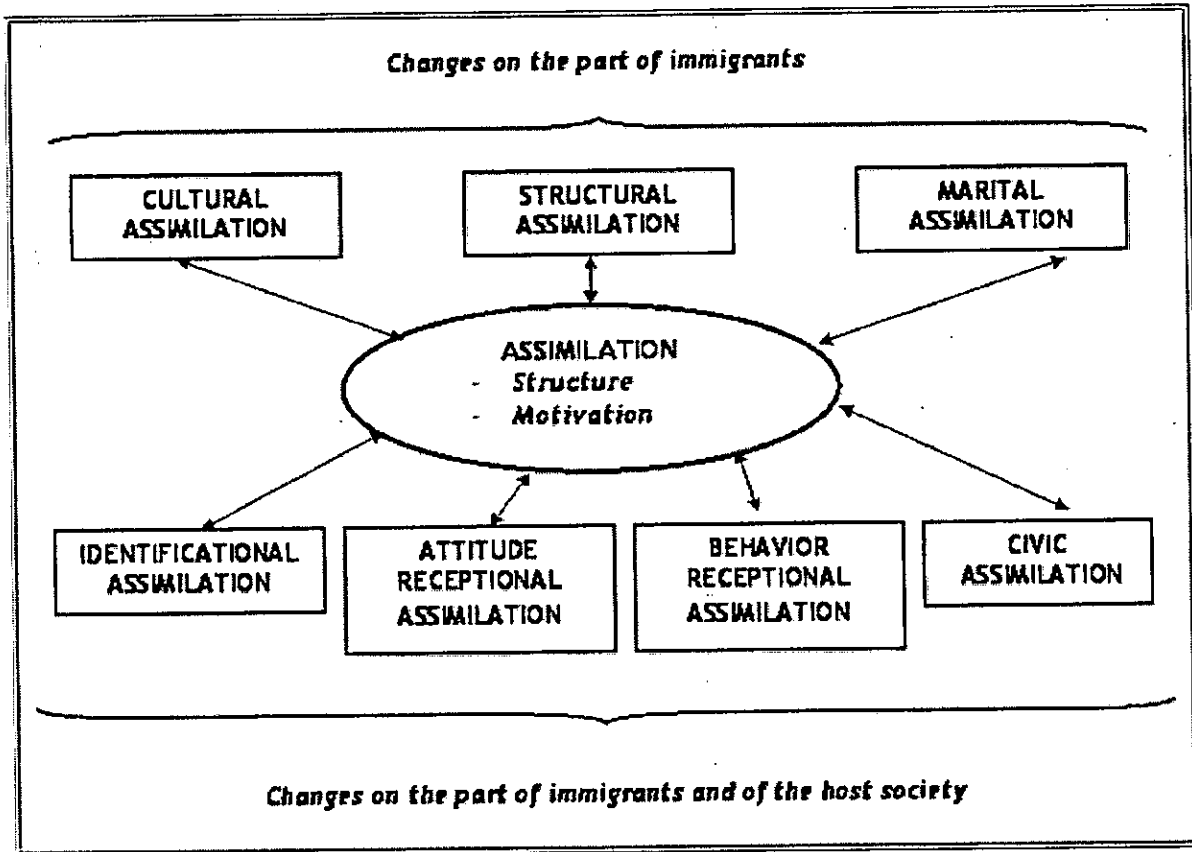 Changes on the part of immigrants
CULTURAL
ASSIMILATION
STRUCTURAL
ASSIMILATION
MARITAL
ASSIMILATION
ASSIMILATION
- Structure
- Motivation
IDENTIFICATIONAL
ASSIMILATION
ATTITUDE
RECEPTIONAL
ASSIMILATION
BEHAVIOR
RECEPTIONAL
ASSIMILATION
CIVIC
ASSIMILATION
Changes on the part of immigrants and of the host society